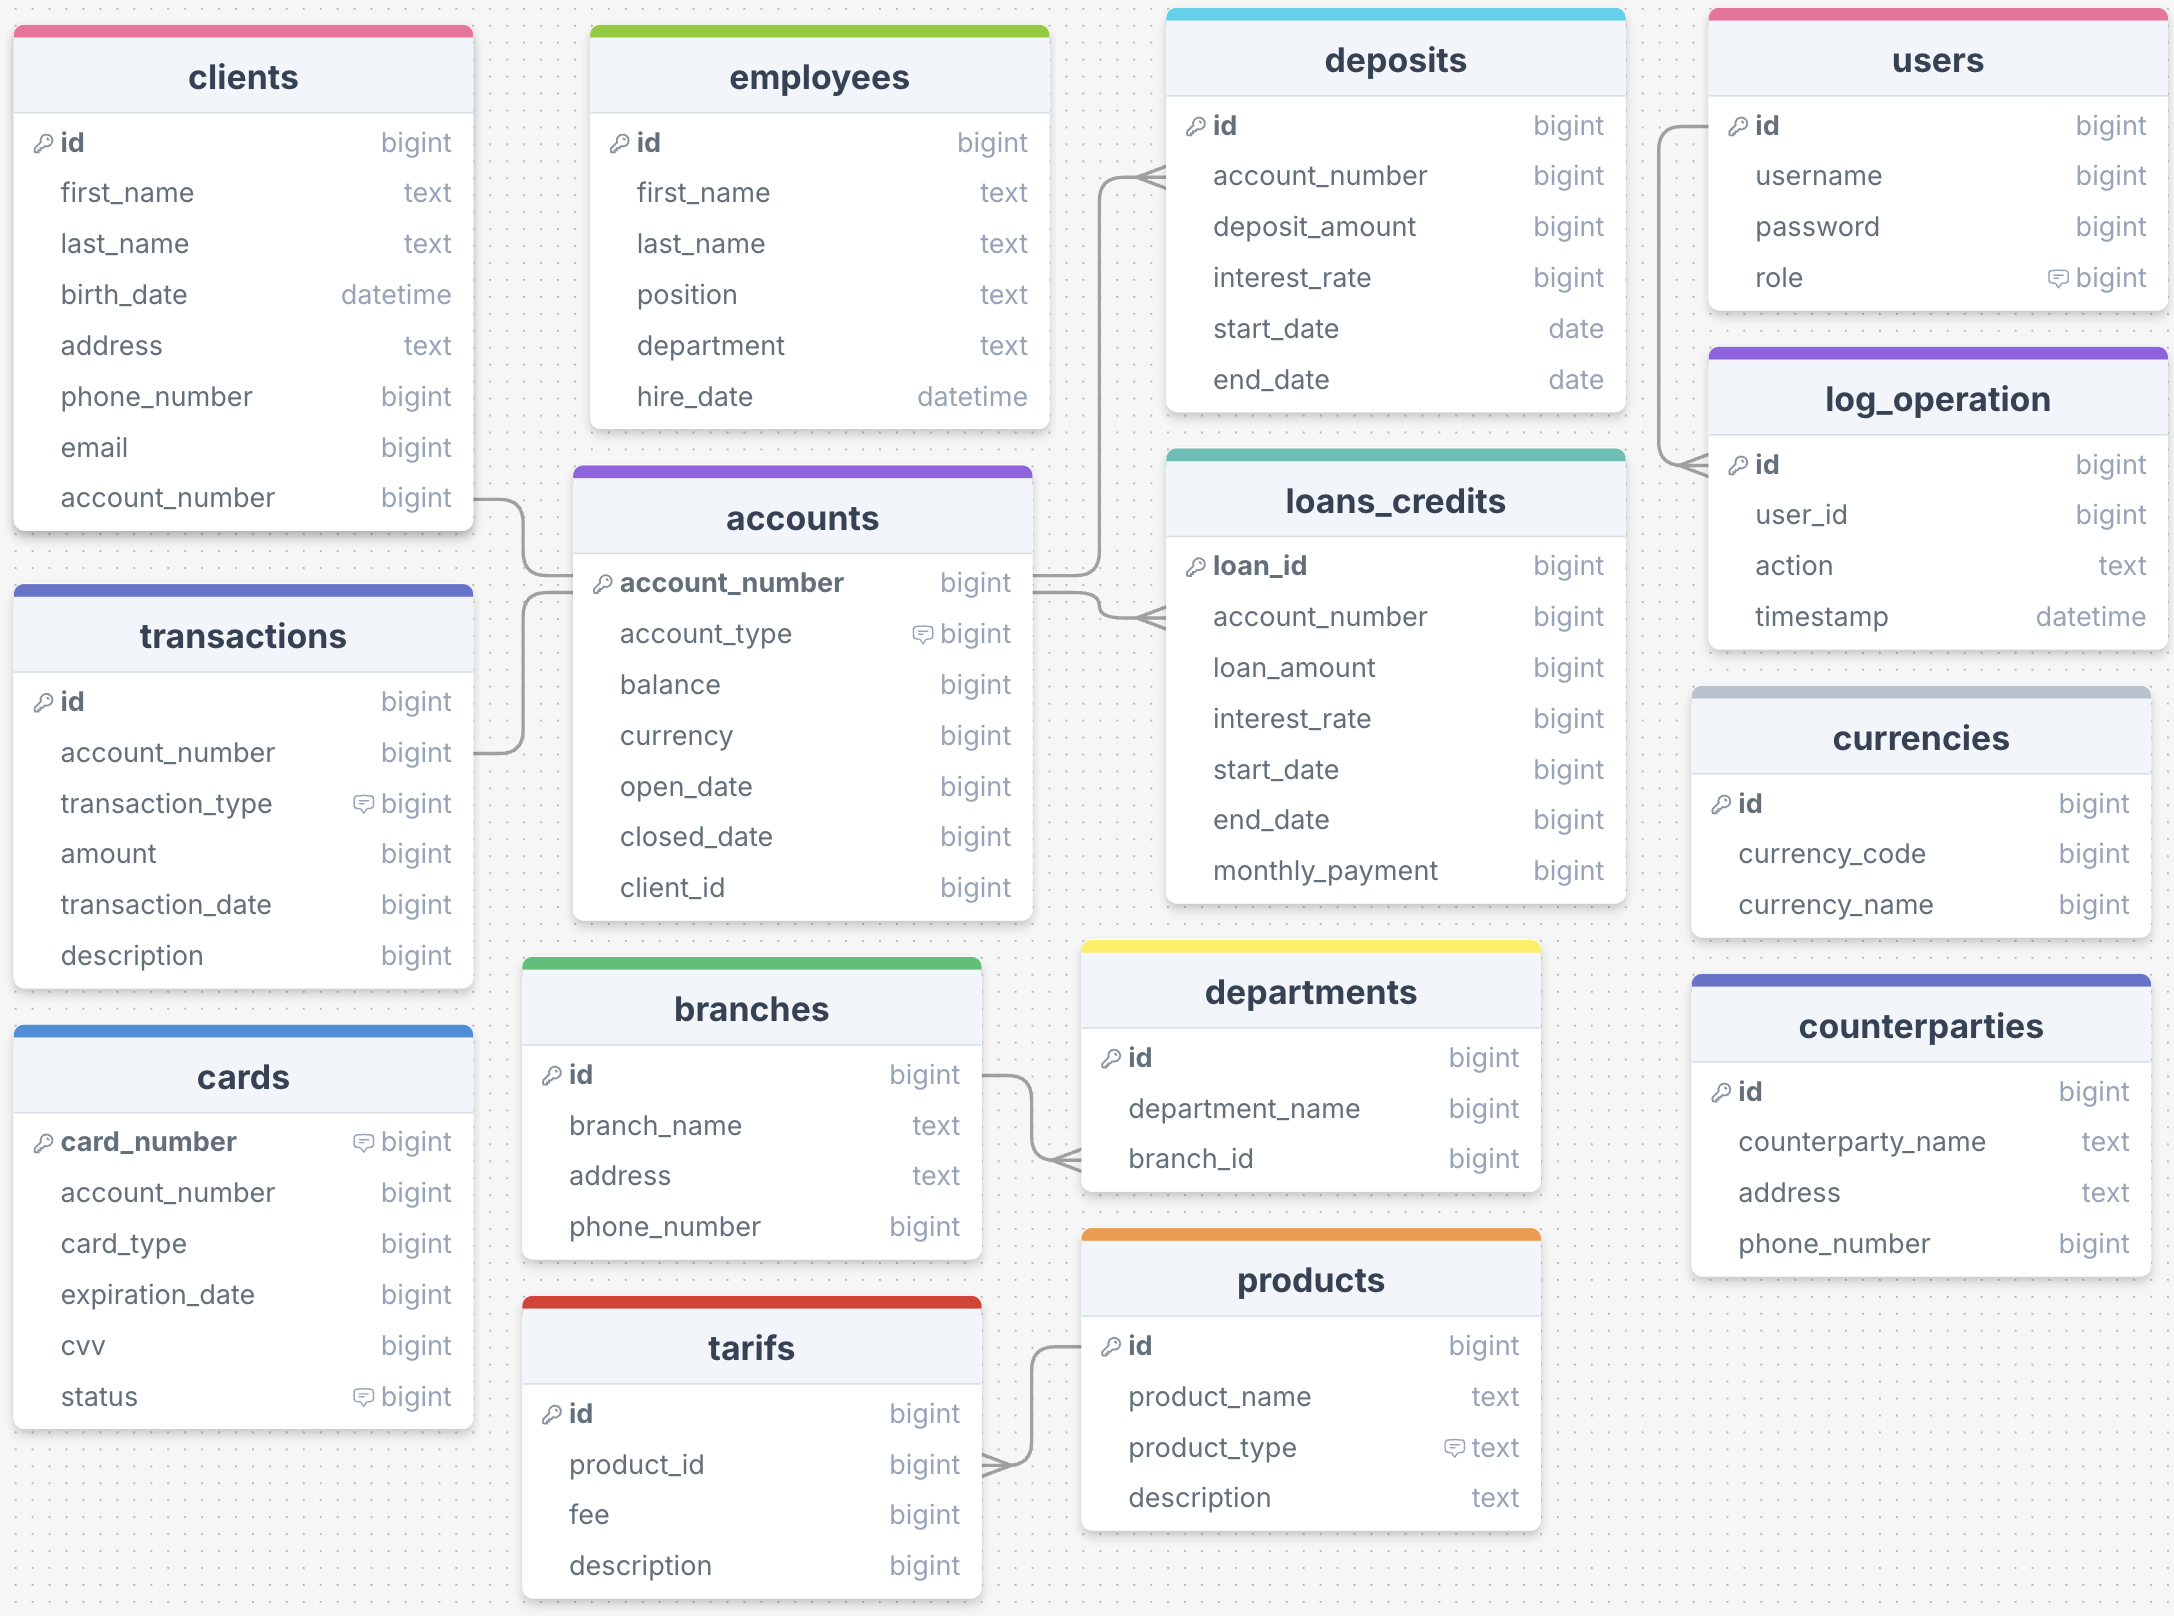 clients
id bigint
first_name text
last_name text
birth_date datetime
address text
phone_number bigint
email bigint
account_number bigint
transactions
id bigint
account_number bigint
transaction_type bigint
amount bigint
transaction_date bigint
description bigint
cards
card_number bigint
account_number bigint
card_type bigint
expiration_date bigint
cvv bigint
status bigint
employees
id bigint
first_name text
last_name text
position text
department text
hire_date datetime
accounts
account_number bigint
account_type bigint
balance bigint
currency bigint
open_date bigint
closed_date bigint
client_id bigint
branches
id bigint
branch_name text
address text
phone_number bigint
tarifs
id bigint
product_id bigint
fee bigint
description bigint
deposits
id bigint
account_number bigint
deposit_amount bigint
interest_rate bigint
start_date date
end_date date
loans_credits
loan_id bigint
account_number bigint
loan_amount bigint
interest_rate bigint
start_date bigint
end_date bigint
monthly_payment bigint
departments
id bigint
department_name bigint
branch_id bigint
products
id bigint
product_name text
product_type text
description text
users
id bigint
username bigint
password bigint
role bigint
log_operation
id bigint
user_id bigint
action text
timestamp datetime
currencies
id bigint
currency_code bigint
currency_name bigint
counterparties
id bigint
counterparty_name text
address text
phone_number bigint